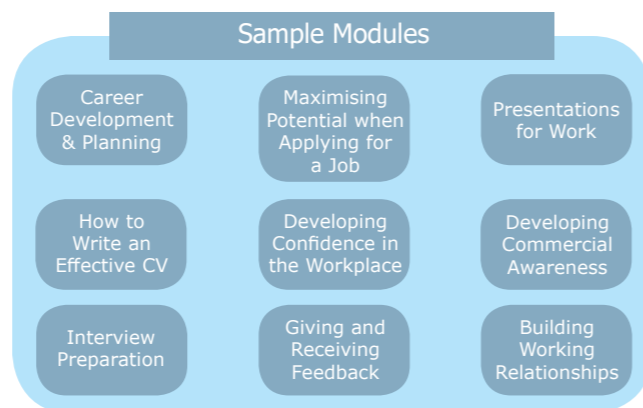 Sample Modules
Career
Development
& Planning
Maximising
Potential when
Applying for
a Job
Presentations
for Work
How to
Write an
Effective CV
Developing
Confidence in
the Workplace
Developing
Commercial
Awareness
Interview
Preparation
Giving and
Receiving
Feedback
Building
Working
Relationships